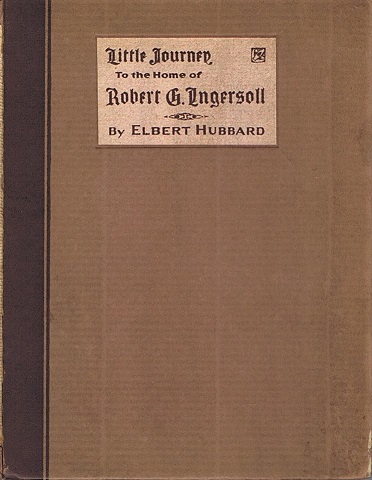 Little Journey
To the Home of
Robert G. Ingersoll
By Elbert Hubbard